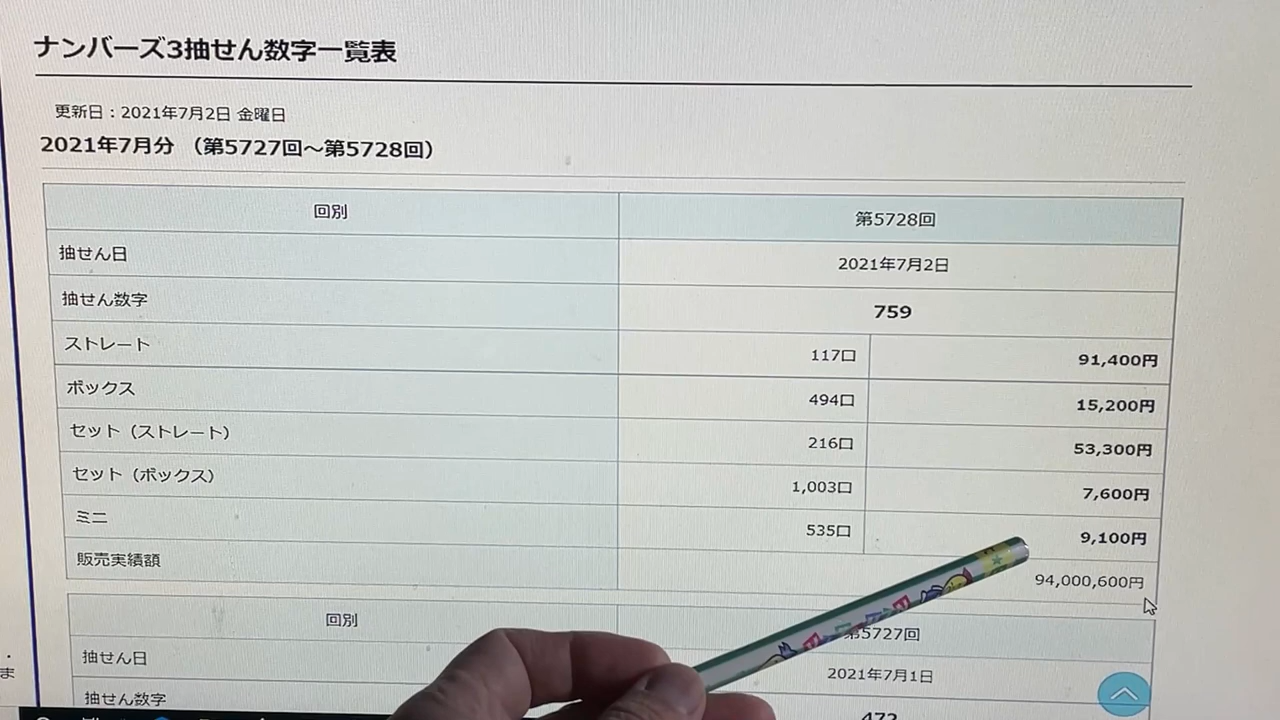 ナンバーズ3抽せん数字一覧表
更新日：2021年7月2日 金曜日
2021年7月分 （第5727回～第5728回）
回別 第5728回
抽せん日 2021年7月2日
抽せん数字 759
ストレート 117口 91,400円
ボックス 494口 15,200円
セット（ストレート） 216口 53,300円
セット（ボックス） 1,003口 7,600円
ミニ 535口 9,100円
販売実績額 94,000,600円
回別 第5727回
抽せん日 2021年7月1日
抽せん数字 472
ま